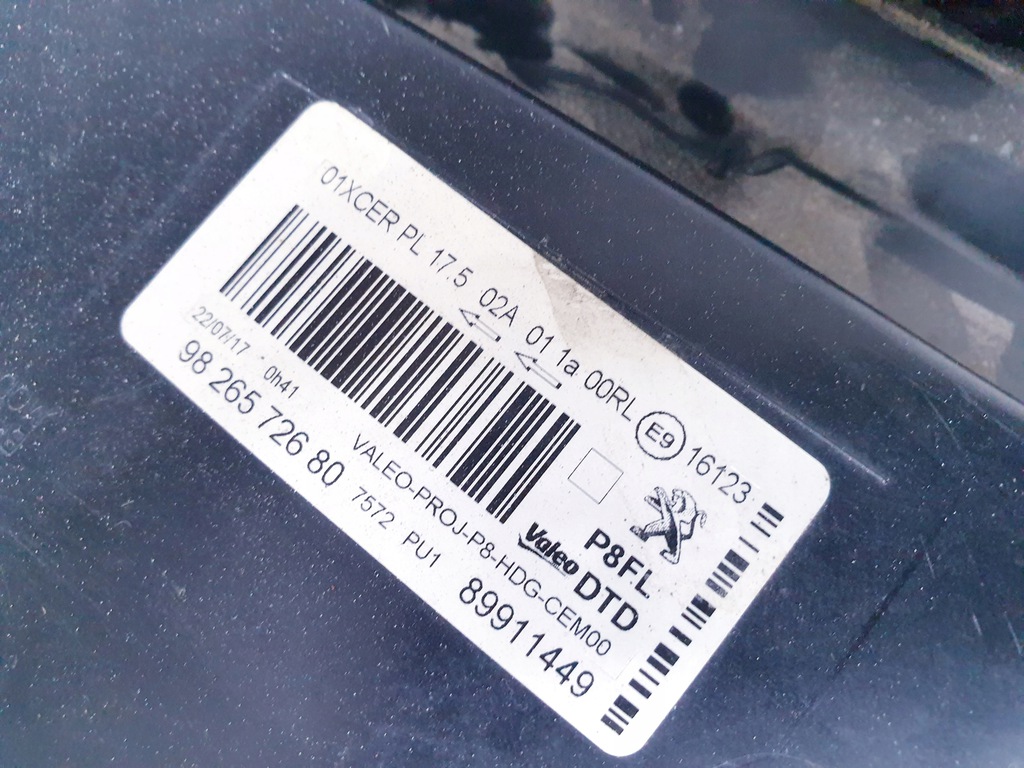 01XCER PL 17.5 02A 01 1a 00RL E9 16123
22/07/17 0h41
98 265 726 80 7572 PU1
VALEO-PROJ-P8-HDG-CEM00
P8FL
Valeo DTD
89911449